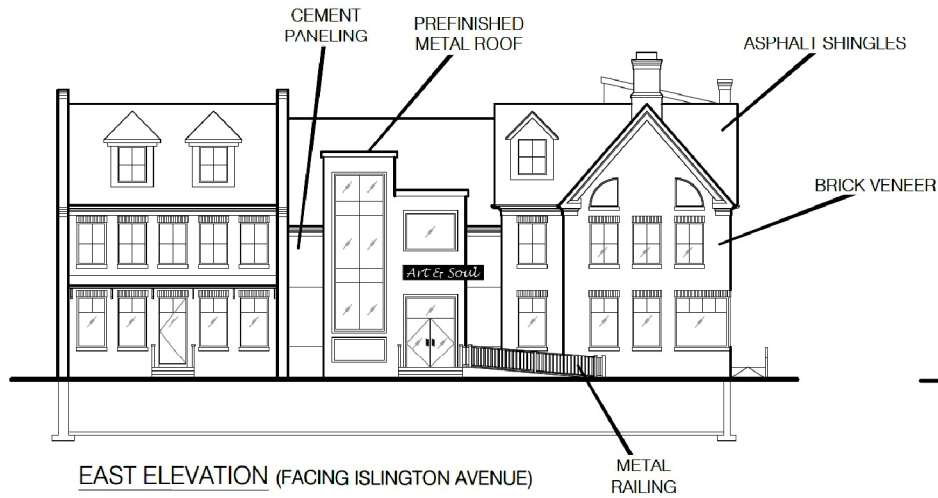 CEMENT
PANELING
PREFINISHED
METAL ROOF
ASPHALT SHINGLES
BRICK VENEER
Art & Soul
METAL
RAILING
EAST ELEVATION (FACING ISLINGTON AVENUE)